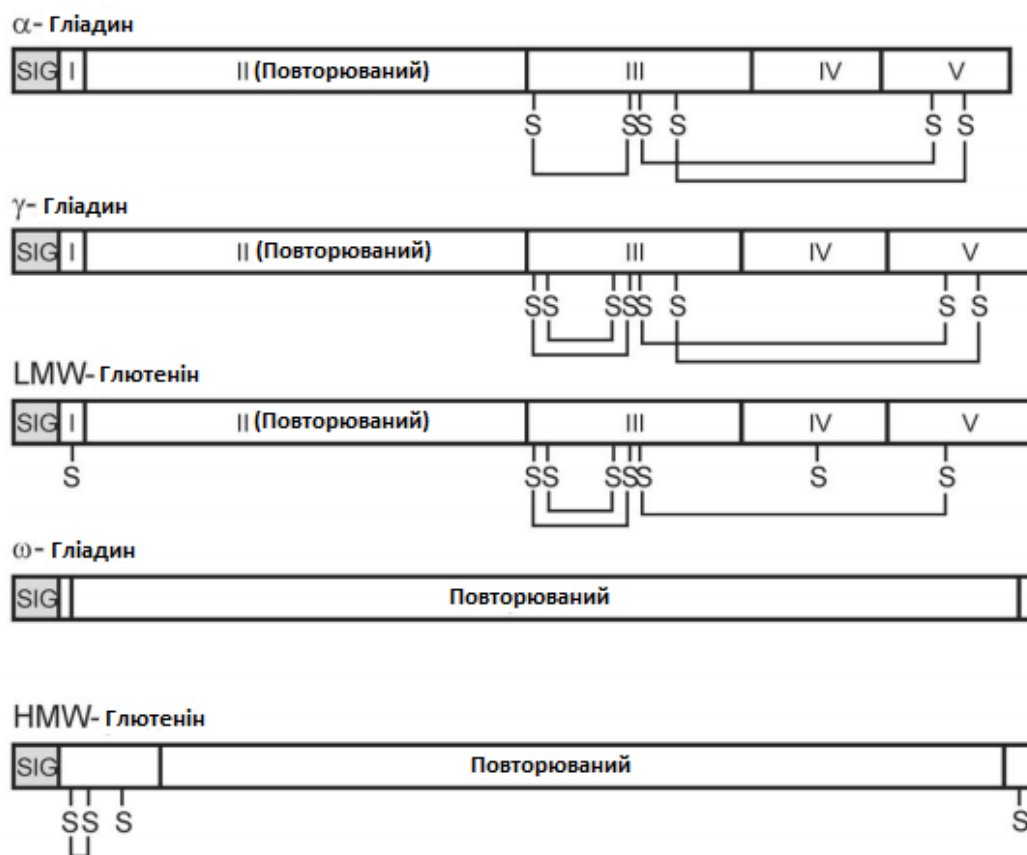 α- Гліадин
SIG I II (Повторюваний) III IV V
S SS S S S
γ- Гліадин
SIG I II (Повторюваний) III IV V
SS SSS S S S
LMW- Глютенін
SIG I II (Повторюваний) III IV V
S SS SSS S S
ω- Гліадин
SIG Повторюваний
HMW- Глютенін
SIG Повторюваний
SS S S